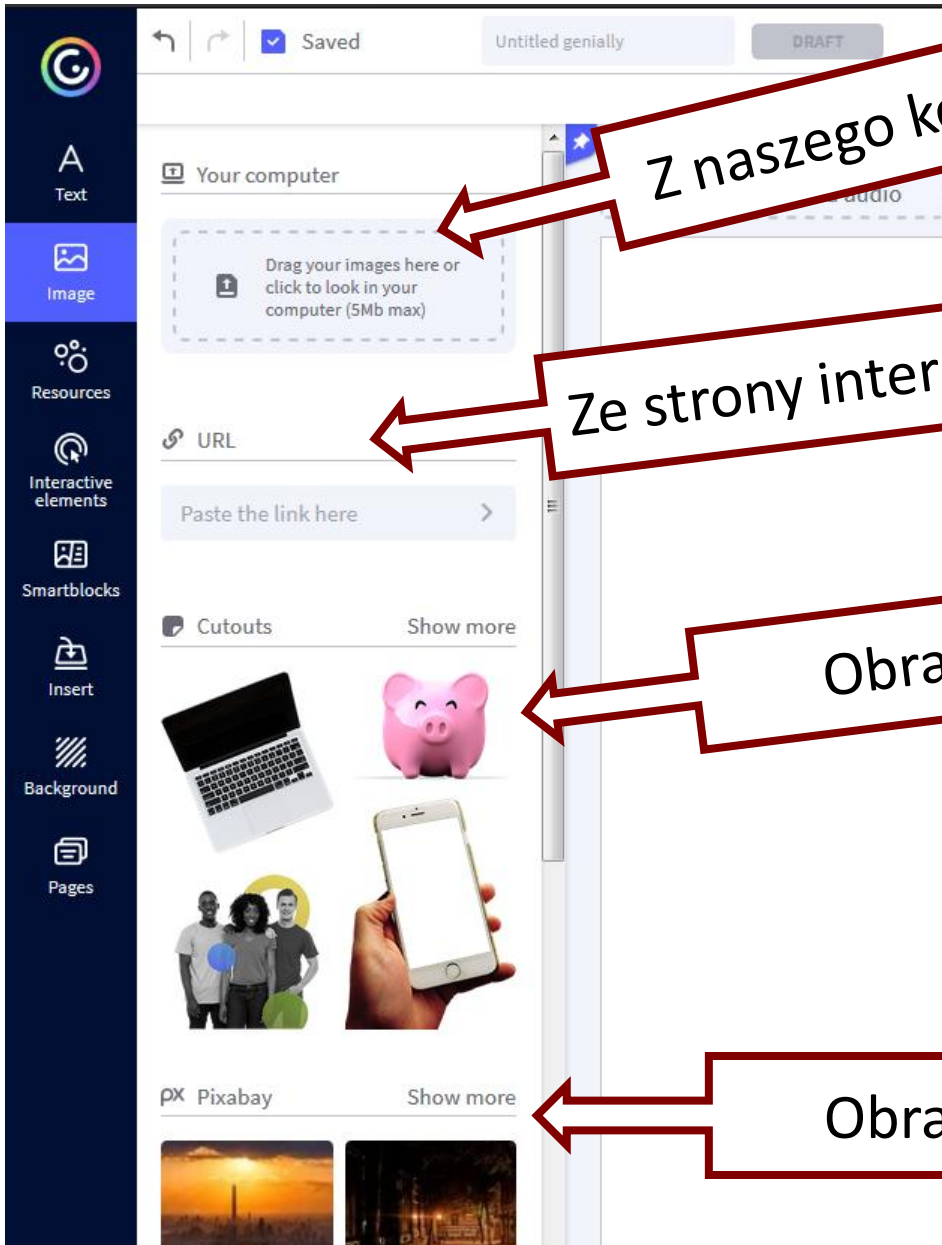 Saved
Untitled genially
DRAFT
Z naszego
audio
A
Text
Your computer
Drag your images here or
click to look in your
computer (5Mb max)
Image
Resources
Ze strony inter
URL
Interactive
elements
Paste the link here
Smartblocks
Cutouts Show more
Obra
Insert
Background
Pages
px Pixabay Show more
Obra